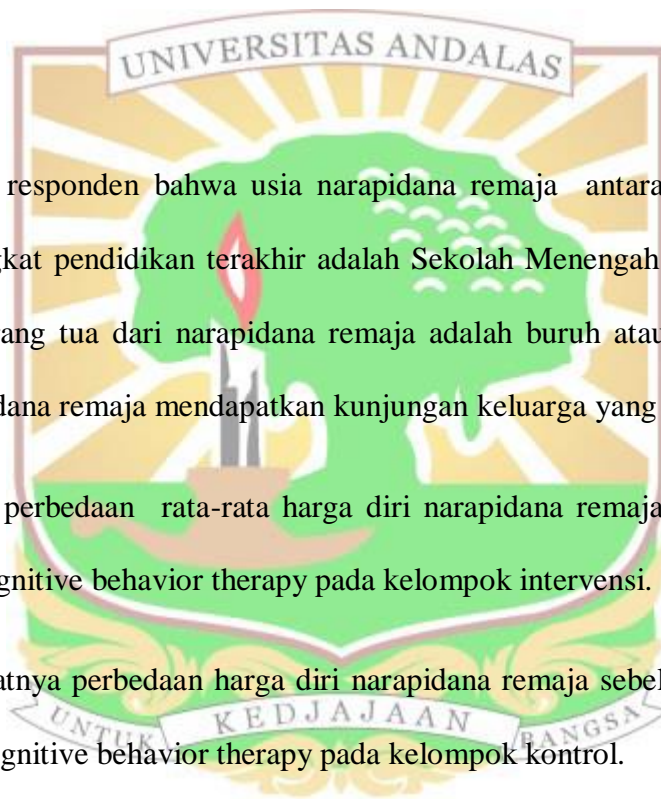 UNIVERSITAS ANDALAS
responden bahwa usia narapidana remaja antara
gkat pendidikan terakhir adalah Sekolah Menengah
rang tua dari narapidana remaja adalah buruh atau
dana remaja mendapatkan kunjungan keluarga yang
perbedaan rata-rata harga diri narapidana remaja
gnitive behavior therapy pada kelompok intervensi.
atnya perbedaan harga diri narapidana remaja sebel
gnitive behavior therapy pada kelompok kontrol.
UNTUK KEDJAJAAN BANGSA